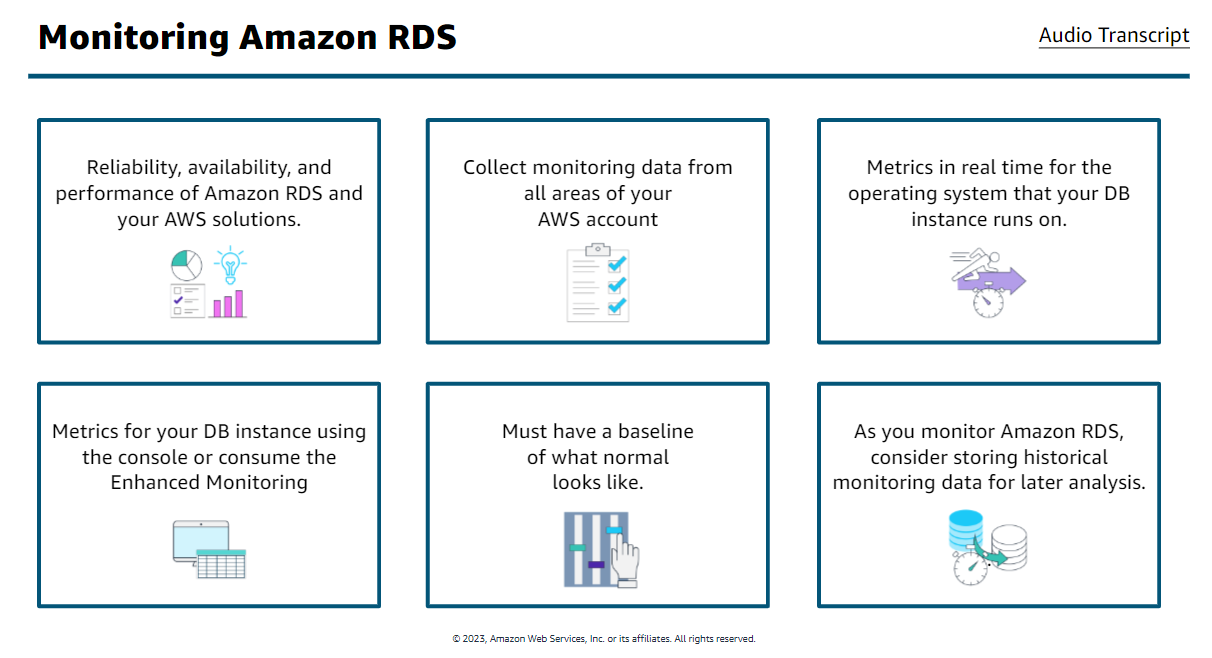 Monitoring Amazon RDS
Audio Transcript
Reliability, availability, and
performance of Amazon RDS and
your AWS solutions.
Collect monitoring data from
all areas of your
AWS account
Metrics in real time for the
operating system that your DB
instance runs on.
Metrics for your DB instance using
the console or consume the
Enhanced Monitoring
Must have a baseline
of what normal
looks like.
As you monitor Amazon RDS,
consider storing historical
monitoring data for later analysis.
© 2023, Amazon Web Services, Inc. or its affiliates. All rights reserved.